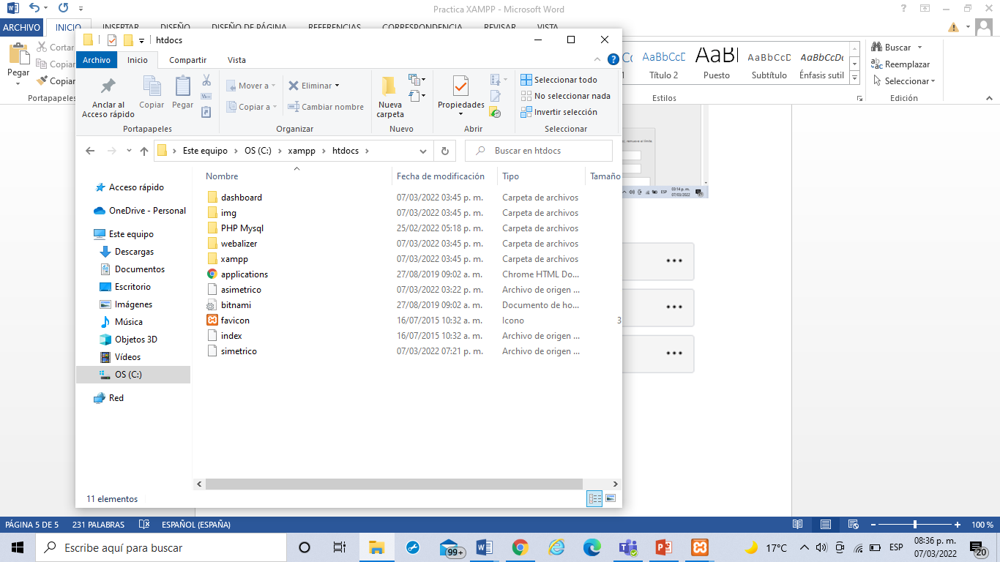 Practica XAMPP - Microsoft Word
ARCHIVO INICIO INSERTAR DISEÑO DISEÑO DE PÁGINA REFERENCIAS CORRESPONDENCIA REVISAR VISTA
Pegar
Cortar
Copiar
Copiar
Portapapeles
AaBbCcD AaB AaBbCcD AaBbCcDc
1 Título 2 Puesto Subtítulo Énfasis sutil
Estilos
Buscar
Reemplazar
Seleccionar
Edición
htdocs
Archivo Inicio Compartir Vista
Anclar al Acceso rápido
Copiar
Pegar
Portapapeles
Mover a
Copiar a
Eliminar
Cambiar nombre
Organizar
Nueva carpeta
Nuevo
Propiedades
Abrir
Seleccionar todo
No seleccionar nada
Invertir selección
Seleccionar
Este equipo > OS (C:) > xampp > htdocs >
Buscar en htdocs
Acceso rápido
OneDrive - Personal
Este equipo
Descargas
Documentos
Escritorio
Imágenes
Música
Objetos 3D
Vídeos
OS (C:)
Red
Nombre Fecha de modificación Tipo Tamaño
dashboard 07/03/2022 03:45 p. m. Carpeta de archivos
img 07/03/2022 03:45 p. m. Carpeta de archivos
PHP Mysql 25/02/2022 05:18 p. m. Carpeta de archivos
webalizer 07/03/2022 03:45 p. m. Carpeta de archivos
xampp 07/03/2022 03:45 p. m. Carpeta de archivos
applications 27/08/2019 09:02 a. m. Chrome HTML Do...
asimetrico 07/03/2022 03:22 p. m. Archivo de origen ...
bitnami 27/08/2019 09:02 a. m. Documento de ho...
favicon 16/07/2015 10:32 a. m. Icono 3
index 16/07/2015 10:32 a. m. Archivo de origen ...
simetrico 07/03/2022 07:21 p. m. Archivo de origen ...
11 elementos
ESP 03:14 p. m.
07/03/2022
PÁGINA 5 DE 5 231 PALABRAS ESPAÑOL (ESPAÑA) 100 %
Escribe aquí para buscar
99+
17°C
ESP
08:36 p. m.
07/03/2022
20